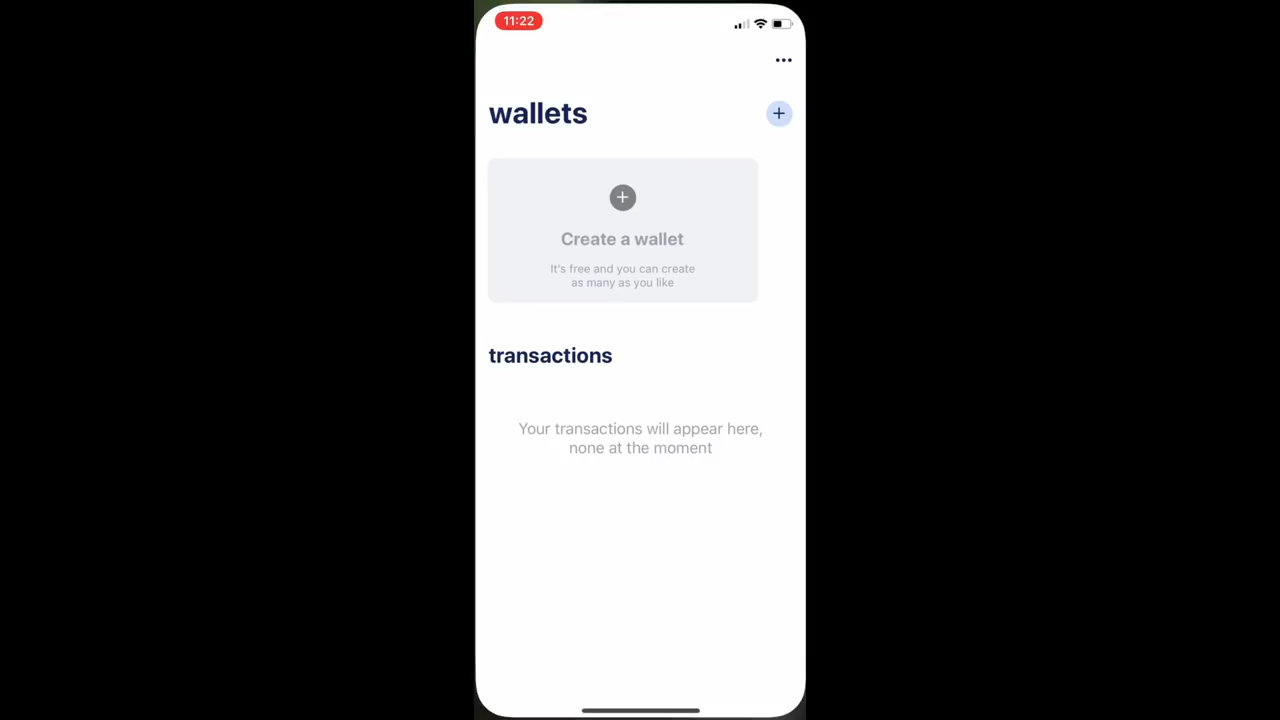 11:22
wallets
Create a wallet
It's free and you can create
as many as you like
transactions
Your transactions will appear here,
none at the moment